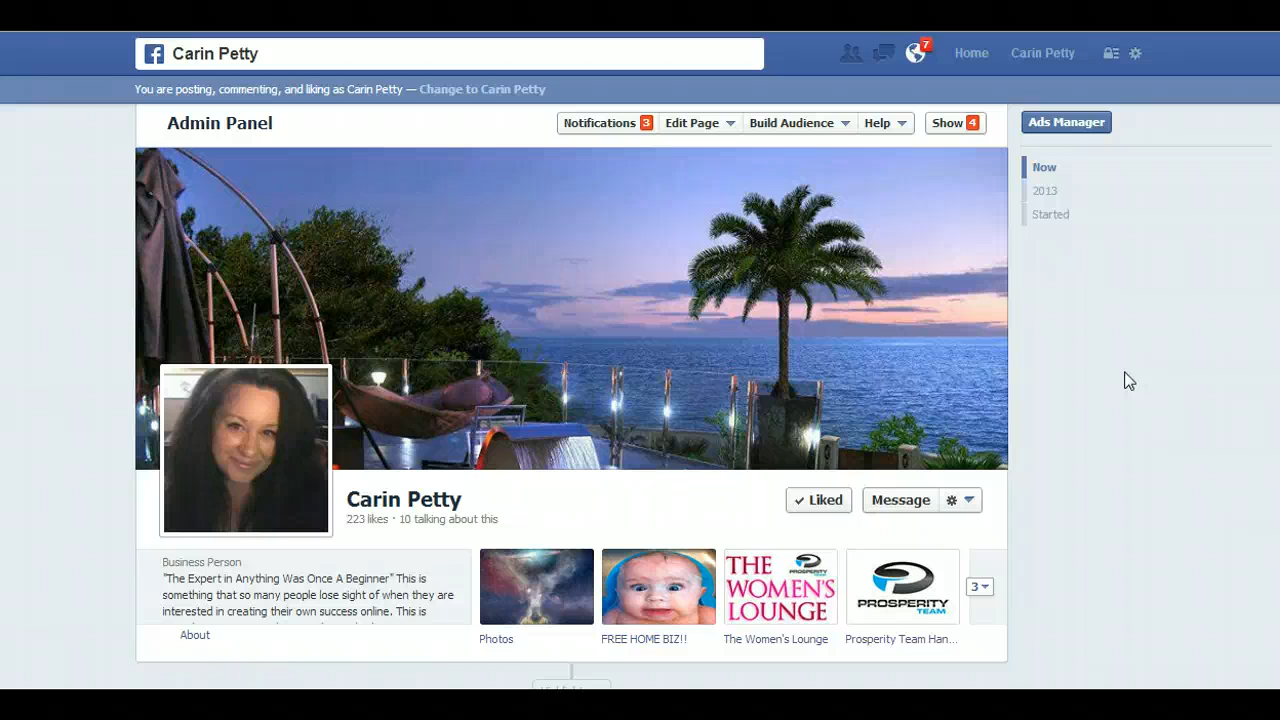 Carin Petty
7
Home
Carin Petty
You are posting, commenting, and liking as Carin Petty — Change to Carin Petty
Admin Panel
Notifications 3
Edit Page
Build Audience
Help
Show 4
Ads Manager
Now
2013
Started
Carin Petty
223 likes · 10 talking about this
Liked
Message
Business Person
"The Expert in Anything Was Once A Beginner" This is
something that so many people lose sight of when they are
interested in creating their own success online. This is
About
THE
WOMEN'S
LOUNGE
PROSPERITY
TEAM
3
Photos
FREE HOME BIZ!!
The Women's Lounge
Prosperity Team Han...